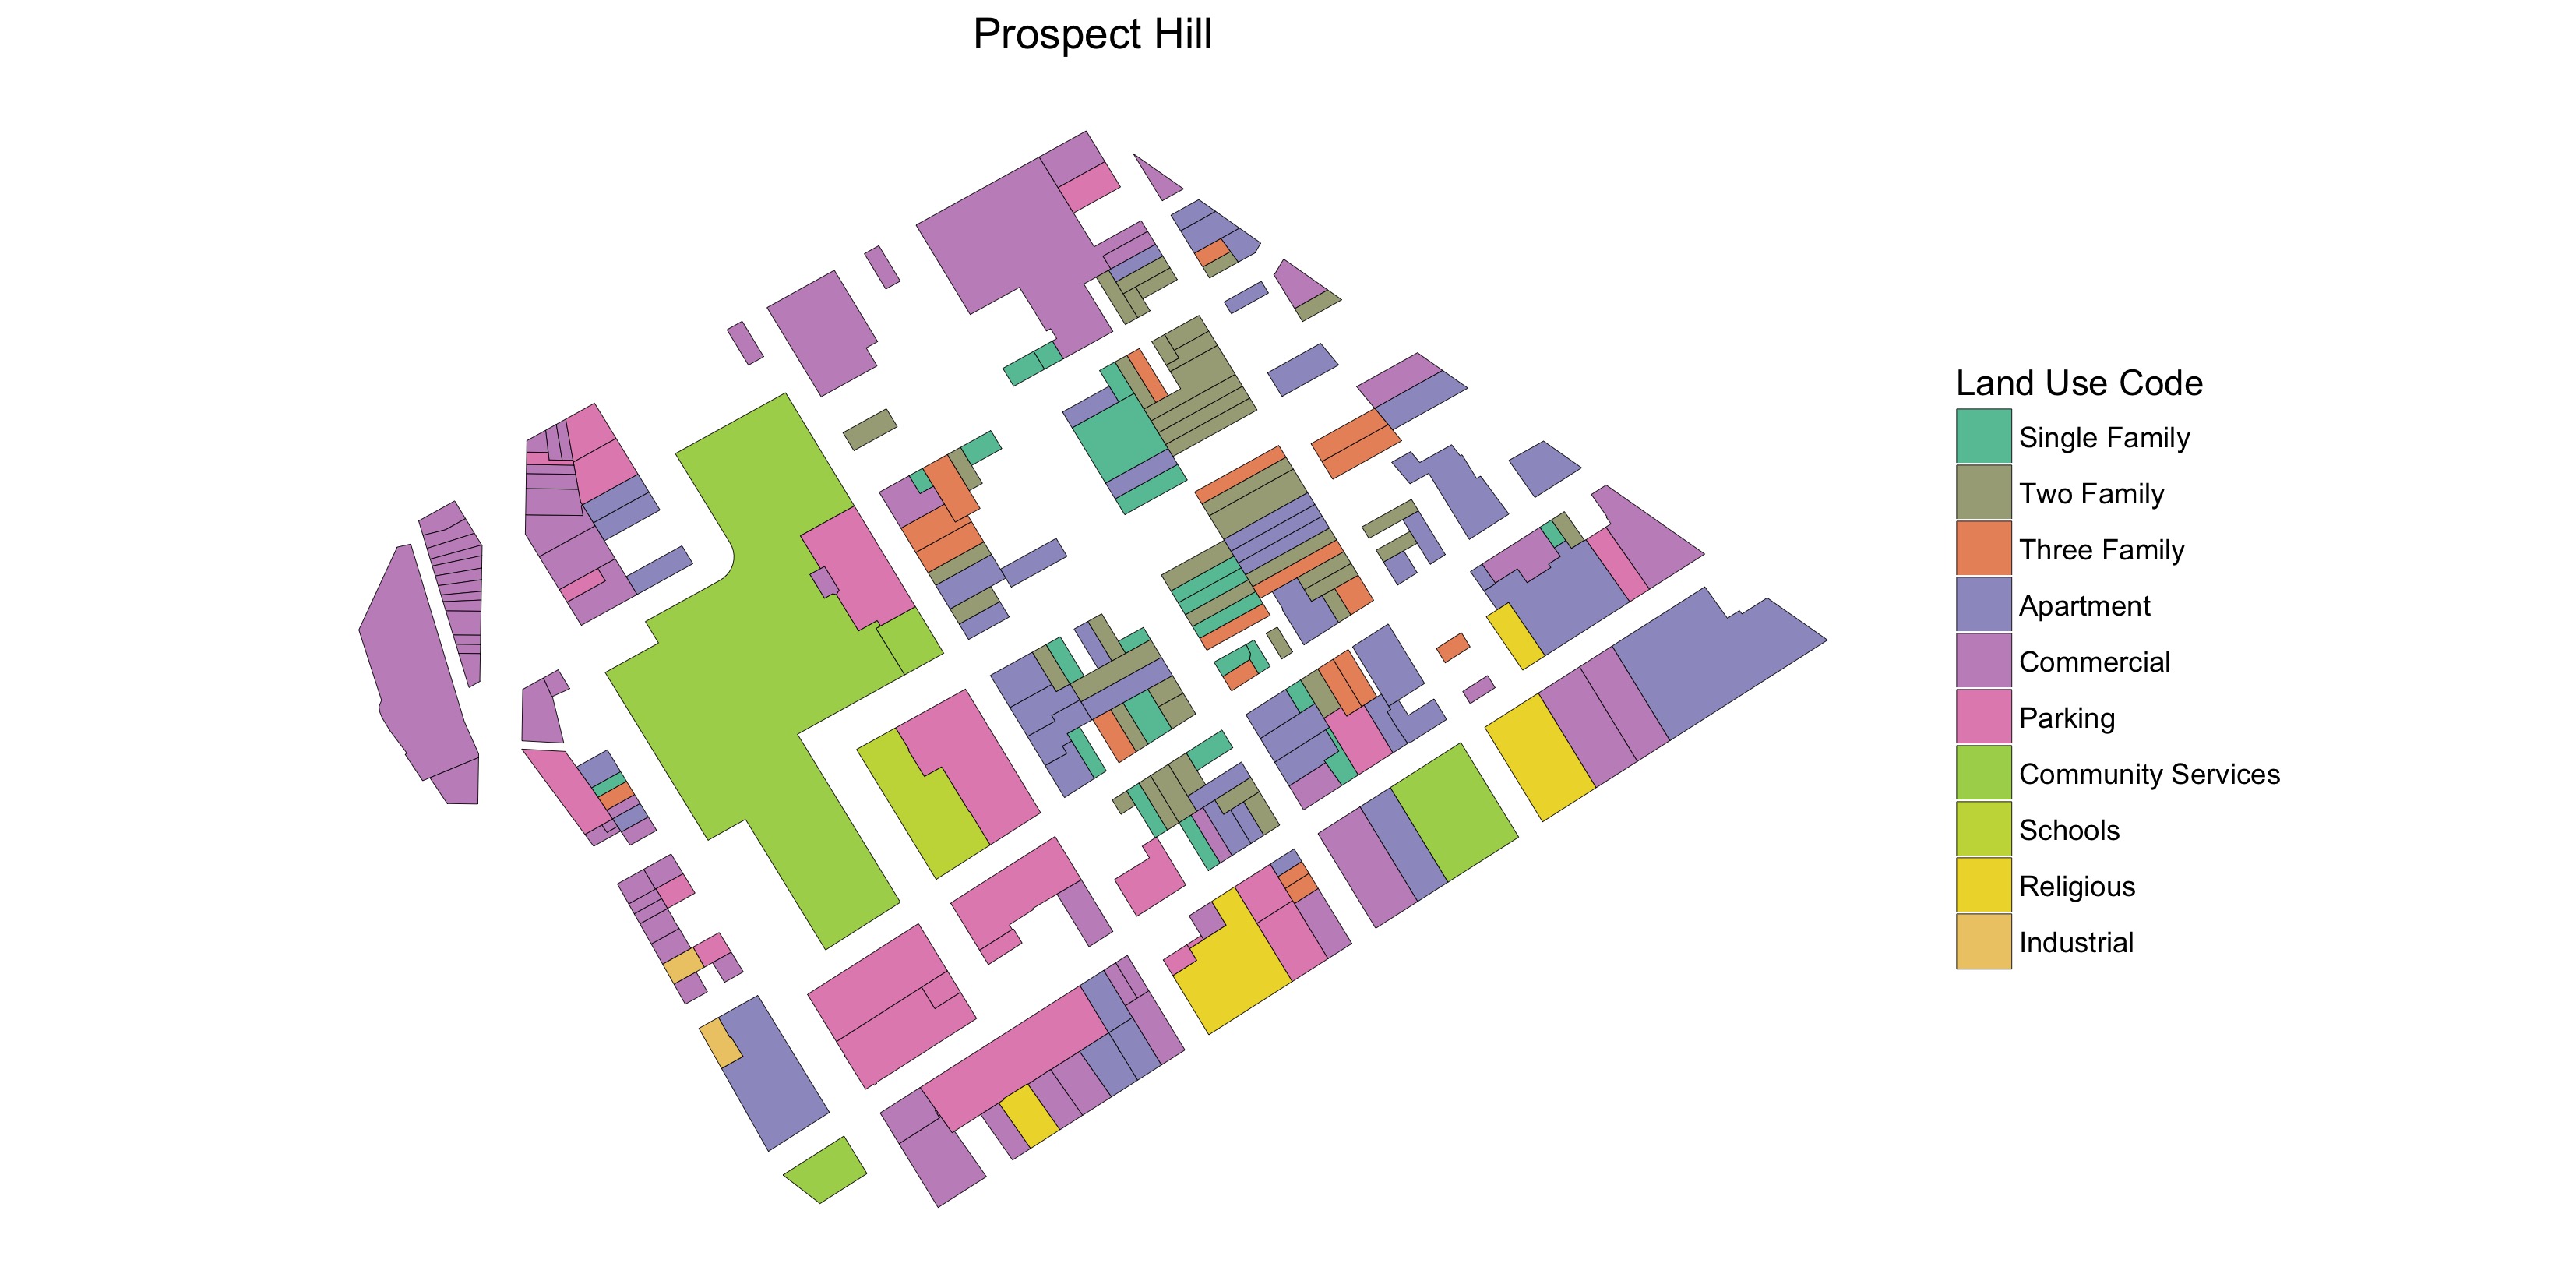 Prospect Hill
Land Use Code
Single Family
Two Family
Three Family
Apartment
Commercial
Parking
Community Services
Schools
Religious
Industrial